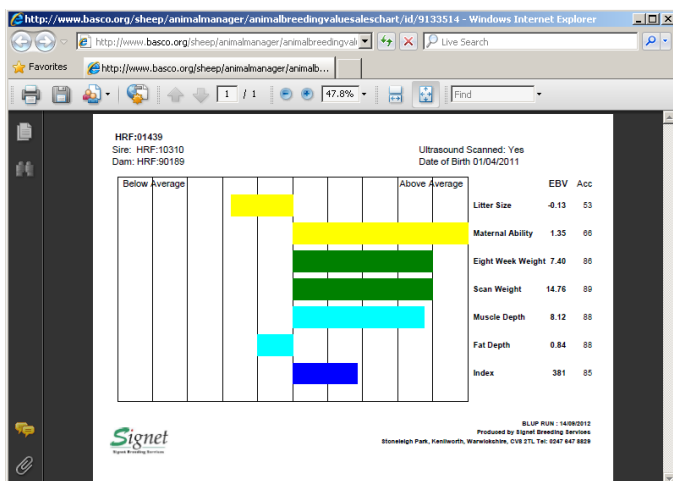 http://www.basco.org/sheep/animalmanager/animalbreedingvaluesaleschart/id/9133514 - Windows Internet Explorer
http://www.basco.org/sheep/animalmanager/animalbreedingval
Live Search
Favorites
http://www.basco.org/sheep/animalmanager/animalb...
1 / 1 47.8% Find
HRF:01439
Sire: HRF:10310 Ultrasound Scanned: Yes
Dam: HRF:90189 Date of Birth 01/04/2011
Below Average Above Average EBV Acc
Litter Size -0.13 53
Maternal Ability 1.35 66
Eight Week Weight 7.40 86
Scan Weight 14.76 89
Muscle Depth 8.12 88
Fat Depth 0.84 88
Index 381 85
Signet
Signet Breeding Services
BLUP RUN : 14/09/2012
Produced by Signet Breeding Services
Stoneleigh Park, Kenilworth, Warwickshire, CV8 2TL Tel: 0247 647 8829